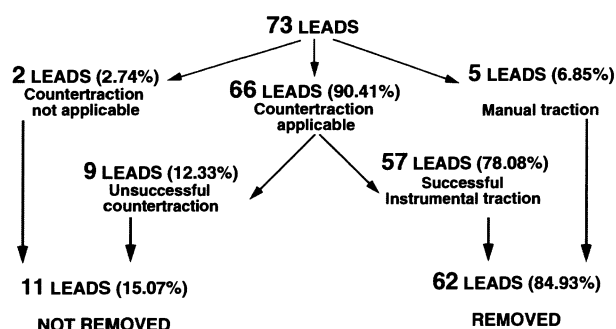 73 LEADS
2 LEADS (2.74%)
Countertraction
not applicable
66 LEADS (90.41%)
Countertraction
applicable
5 LEADS (6.85%)
Manual traction
9 LEADS (12.33%)
Unsuccessful
countertraction
57 LEADS (78.08%)
Successful
Instrumental traction
11 LEADS (15.07%)
NOT REMOVED
62 LEADS (84.93%)
REMOVED